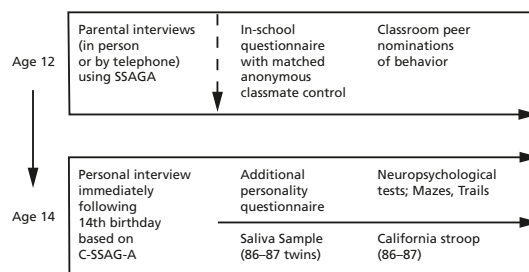 Age 12
Parental interviews
(in person
or by telephone)
using SSAGA
In-school
questionnaire
with matched
anonymous
classmate control
Classroom peer
nominations
of behavior
Age 14
Personal interview
immediately
following
14th birthday
based on
C-SSAG-A
Additional
personality
questionnaire
Saliva Sample
(86–87 twins)
Neuropsychological
tests; Mazes, Trails
California stroop
(86–87)